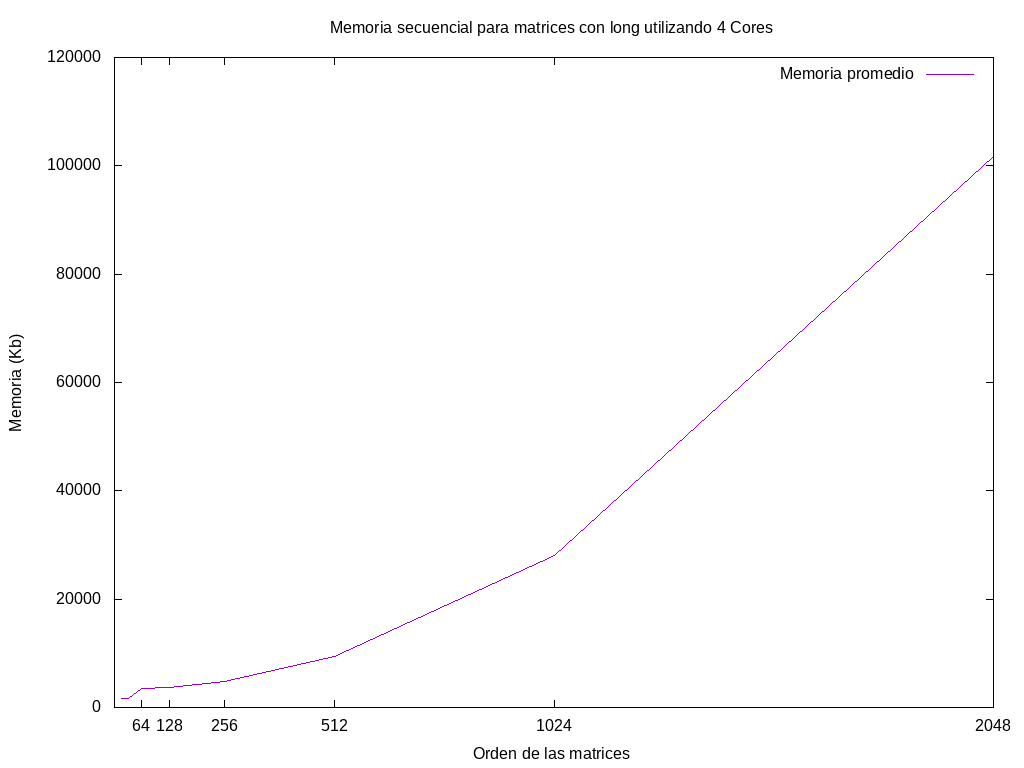 Memoria secuencial para matrices con long utilizando 4 Cores
120000
Memoria promedio
100000
80000
60000
Memoria (Kb)
40000
20000
0
64 128 256 512 1024 2048
Orden de las matrices